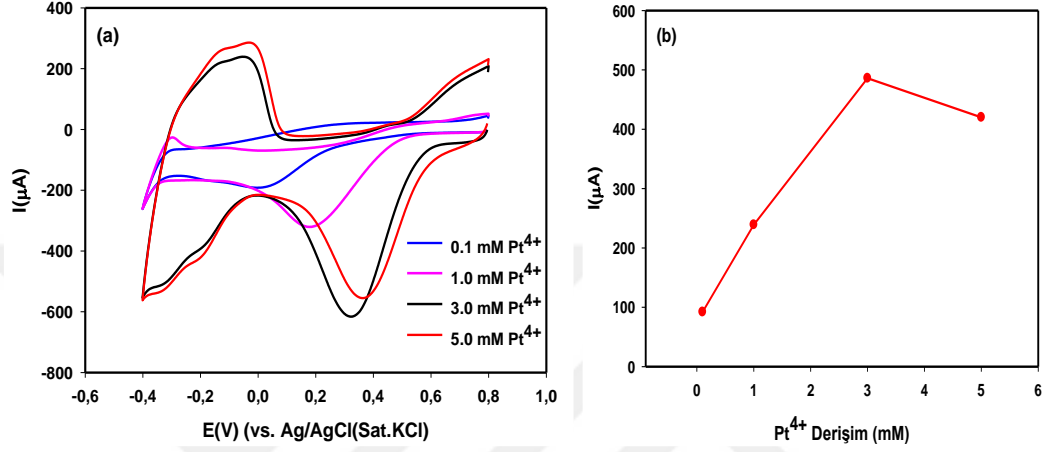 (a)
400
200
0
-200
-400
-600
-800
I(µA)
-0,6 -0,4 -0,2 0,0 0,2 0,4 0,6 0,8 1,0
E(V) (vs. Ag/AgCl(Sat.KCl)
0.1 mM Pt4+
1.0 mM Pt4+
3.0 mM Pt4+
5.0 mM Pt4+
(b)
600
500
400
300
200
100
0
I(µA)
0 1 2 3 4 5 6
Pt4+ Derişim (mM)